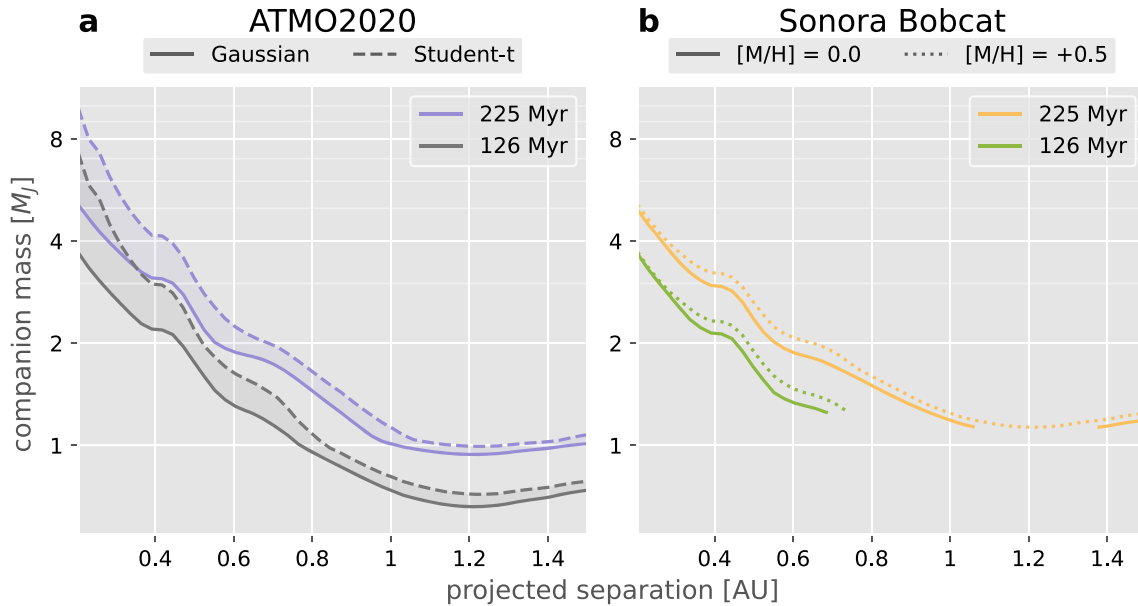 a ATMO2020
Gaussian Student-t
225 Myr
126 Myr
8
4
2
1
companion mass [M_J]
0.4 0.6 0.8 1 1.2 1.4
b Sonora Bobcat
[M/H] = 0.0 [M/H] = +0.5
225 Myr
126 Myr
8
4
2
1
0.4 0.6 0.8 1 1.2 1.4
projected separation [AU]